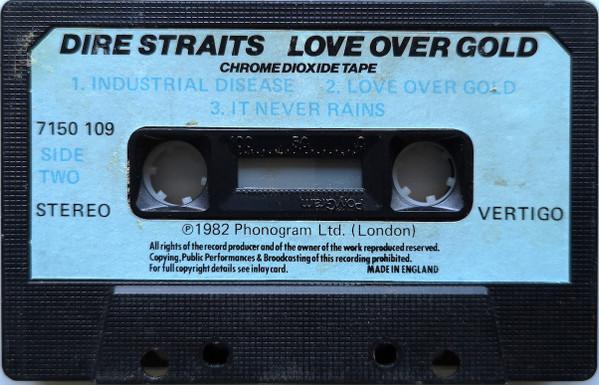 DIRE STRAITS LOVE OVER GOLD
CHROME DIOXIDE TAPE
1. INDUSTRIAL DISEASE 2. LOVE OVER GOLD
3. IT NEVER RAINS
7150 109
SIDE
TWO
100 50 0
PolyGram
STEREO
VERTIGO
℗1982 Phonogram Ltd. (London)
All rights of the record producer and of the owner of the work reproduced reserved.
Copying, Public Performances & Broadcasting of this recording prohibited.
For full copyright details see inlay card. MADE IN ENGLAND